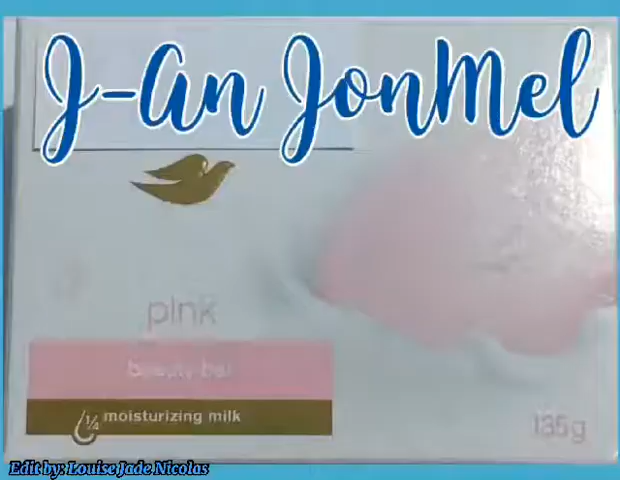 J-An JonMel
pink
beauty bar
1/4 moisturizing milk
135g
Edit by: Louise Jade Nicolas